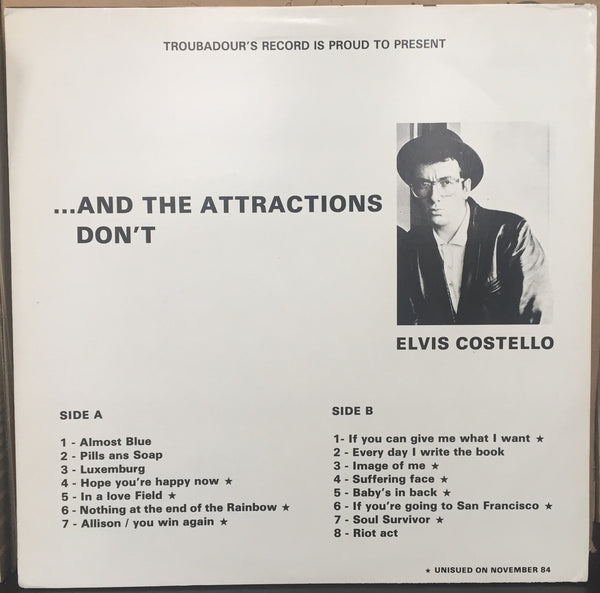 TROUBADOUR'S RECORD IS PROUD TO PRESENT
...AND THE ATTRACTIONS
DON'T
ELVIS COSTELLO
SIDE A
1 - Almost Blue
2 - Pills ans Soap
3 - Luxemburg
4 - Hope you're happy now ★
5 - In a love Field ★
6 - Nothing at the end of the Rainbow ★
7 - Allison / you win again ★
SIDE B
1- If you can give me what I want ★
2 - Every day I write the book
3 - Image of me ★
4 - Suffering face ★
5 - Baby's in back ★
6 - If you're going to San Francisco ★
7 - Soul Survivor ★
8 - Riot act
★ UNISUED ON NOVEMBER 84